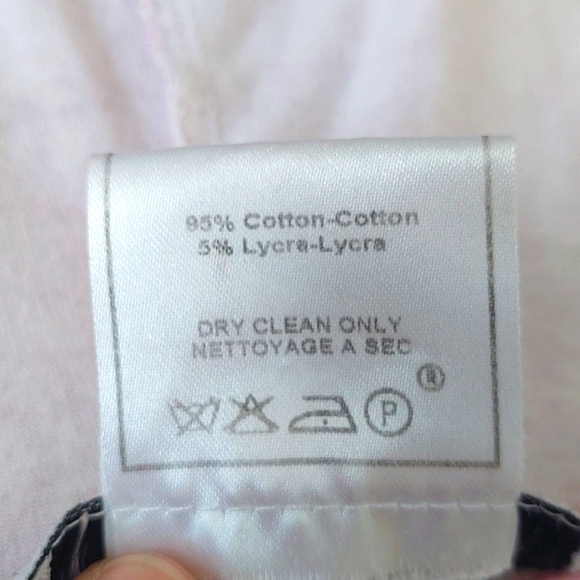 95% Cotton-Cotton
5% Lycra-Lycra
DRY CLEAN ONLY
NETTOYAGE A SEC
®
P